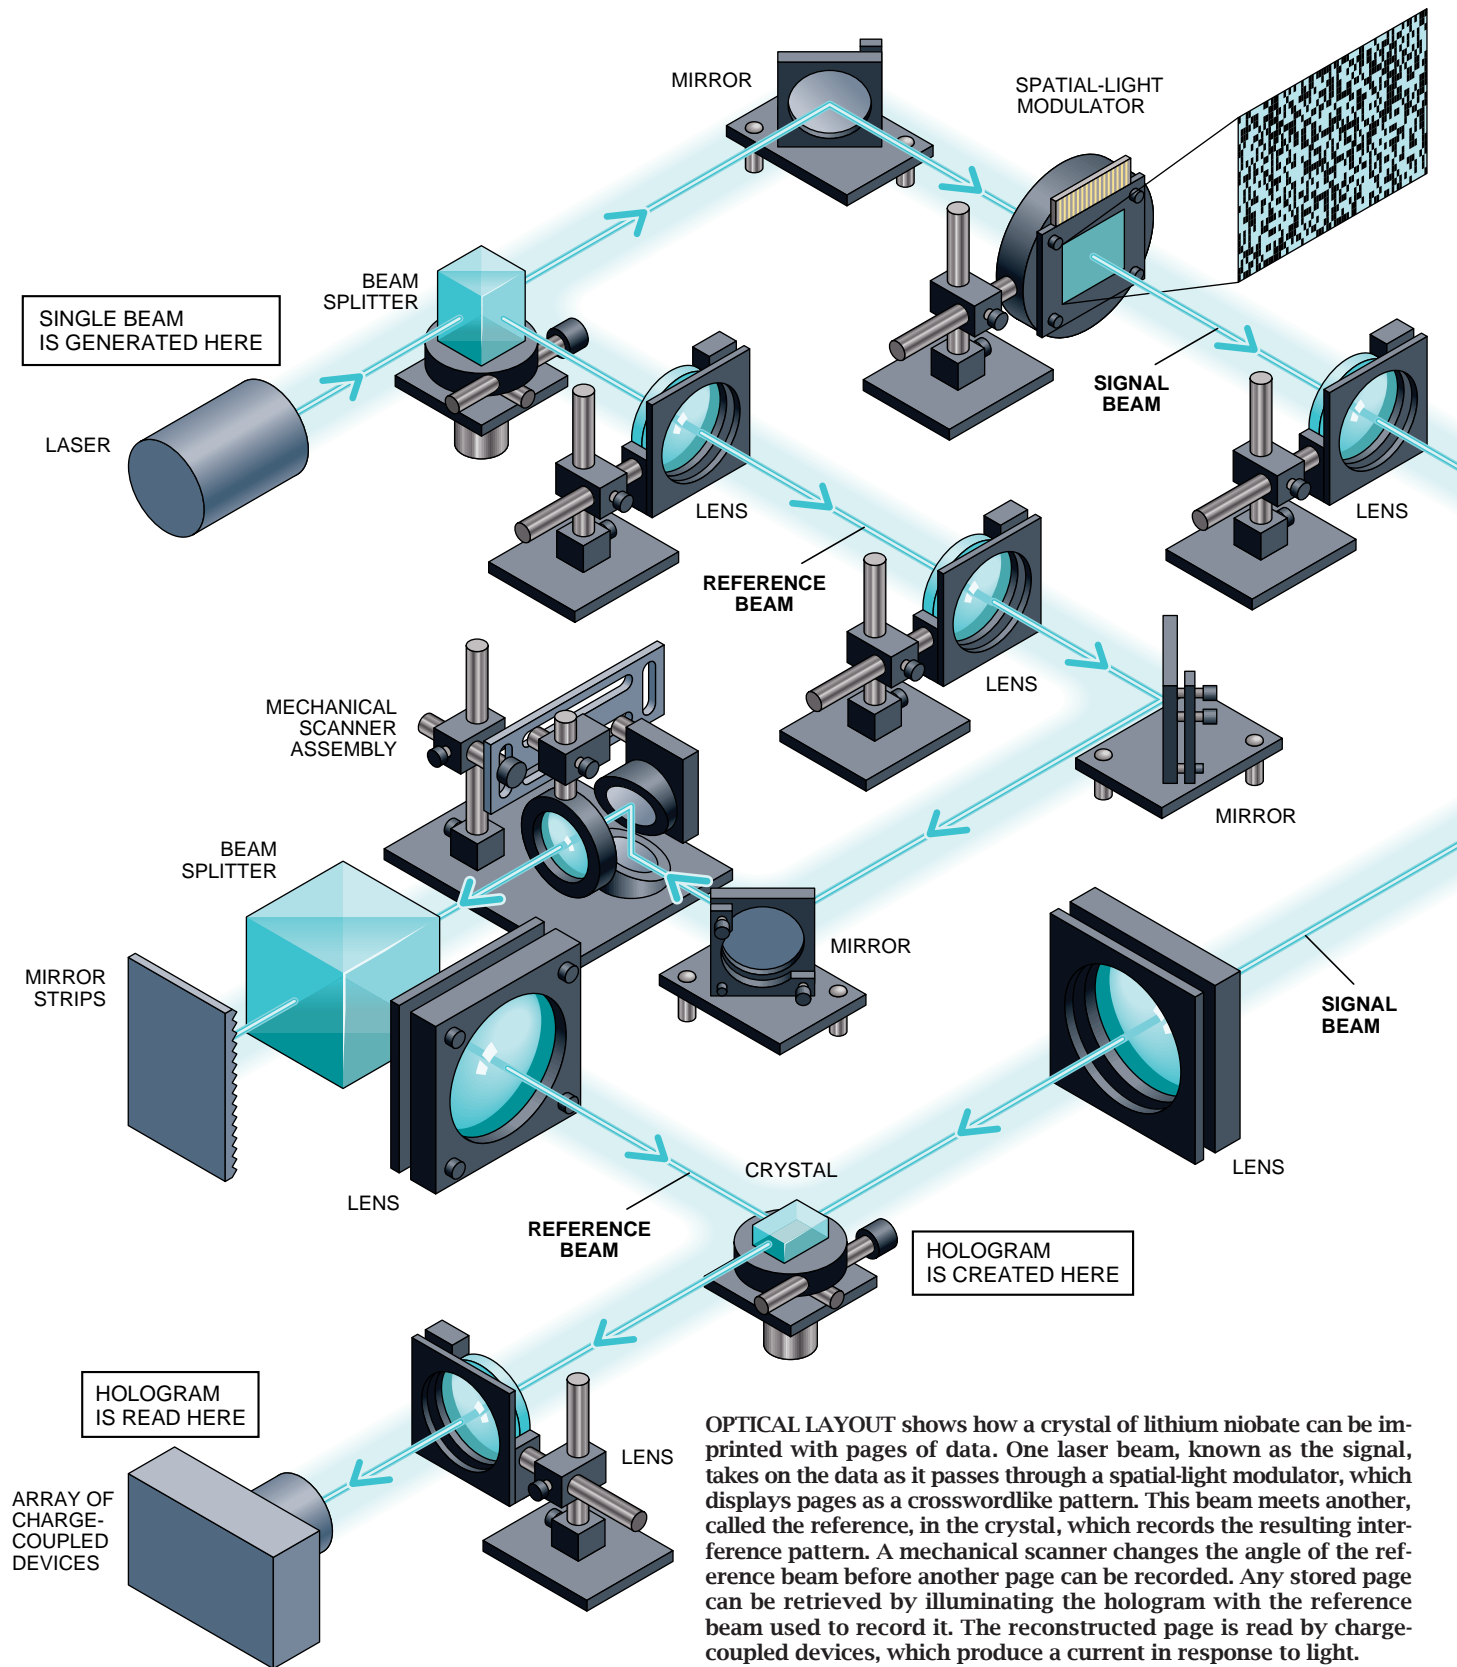 MIRROR
SPATIAL-LIGHT
MODULATOR
BEAM
SPLITTER
SINGLE BEAM
IS GENERATED HERE
SIGNAL
BEAM
LASER
LENS
LENS
REFERENCE
BEAM
LENS
MECHANICAL
SCANNER
ASSEMBLY
MIRROR
BEAM
SPLITTER
MIRROR
MIRROR
STRIPS
SIGNAL
BEAM
CRYSTAL
LENS
LENS
REFERENCE
BEAM
HOLOGRAM
IS CREATED HERE
HOLOGRAM
IS READ HERE
LENS
ARRAY OF
CHARGE-
COUPLED
DEVICES
OPTICAL LAYOUT shows how a crystal of lithium niobate can be im-
printed with pages of data. One laser beam, known as the signal,
takes on the data as it passes through a spatial-light modulator, which
displays pages as a crosswordlike pattern. This beam meets another,
called the reference, in the crystal, which records the resulting inter-
ference pattern. A mechanical scanner changes the angle of the ref-
erence beam before another page can be recorded. Any stored page
can be retrieved by illuminating the hologram with the reference
beam used to record it. The reconstructed page is read by charge-
coupled devices, which produce a current in response to light.